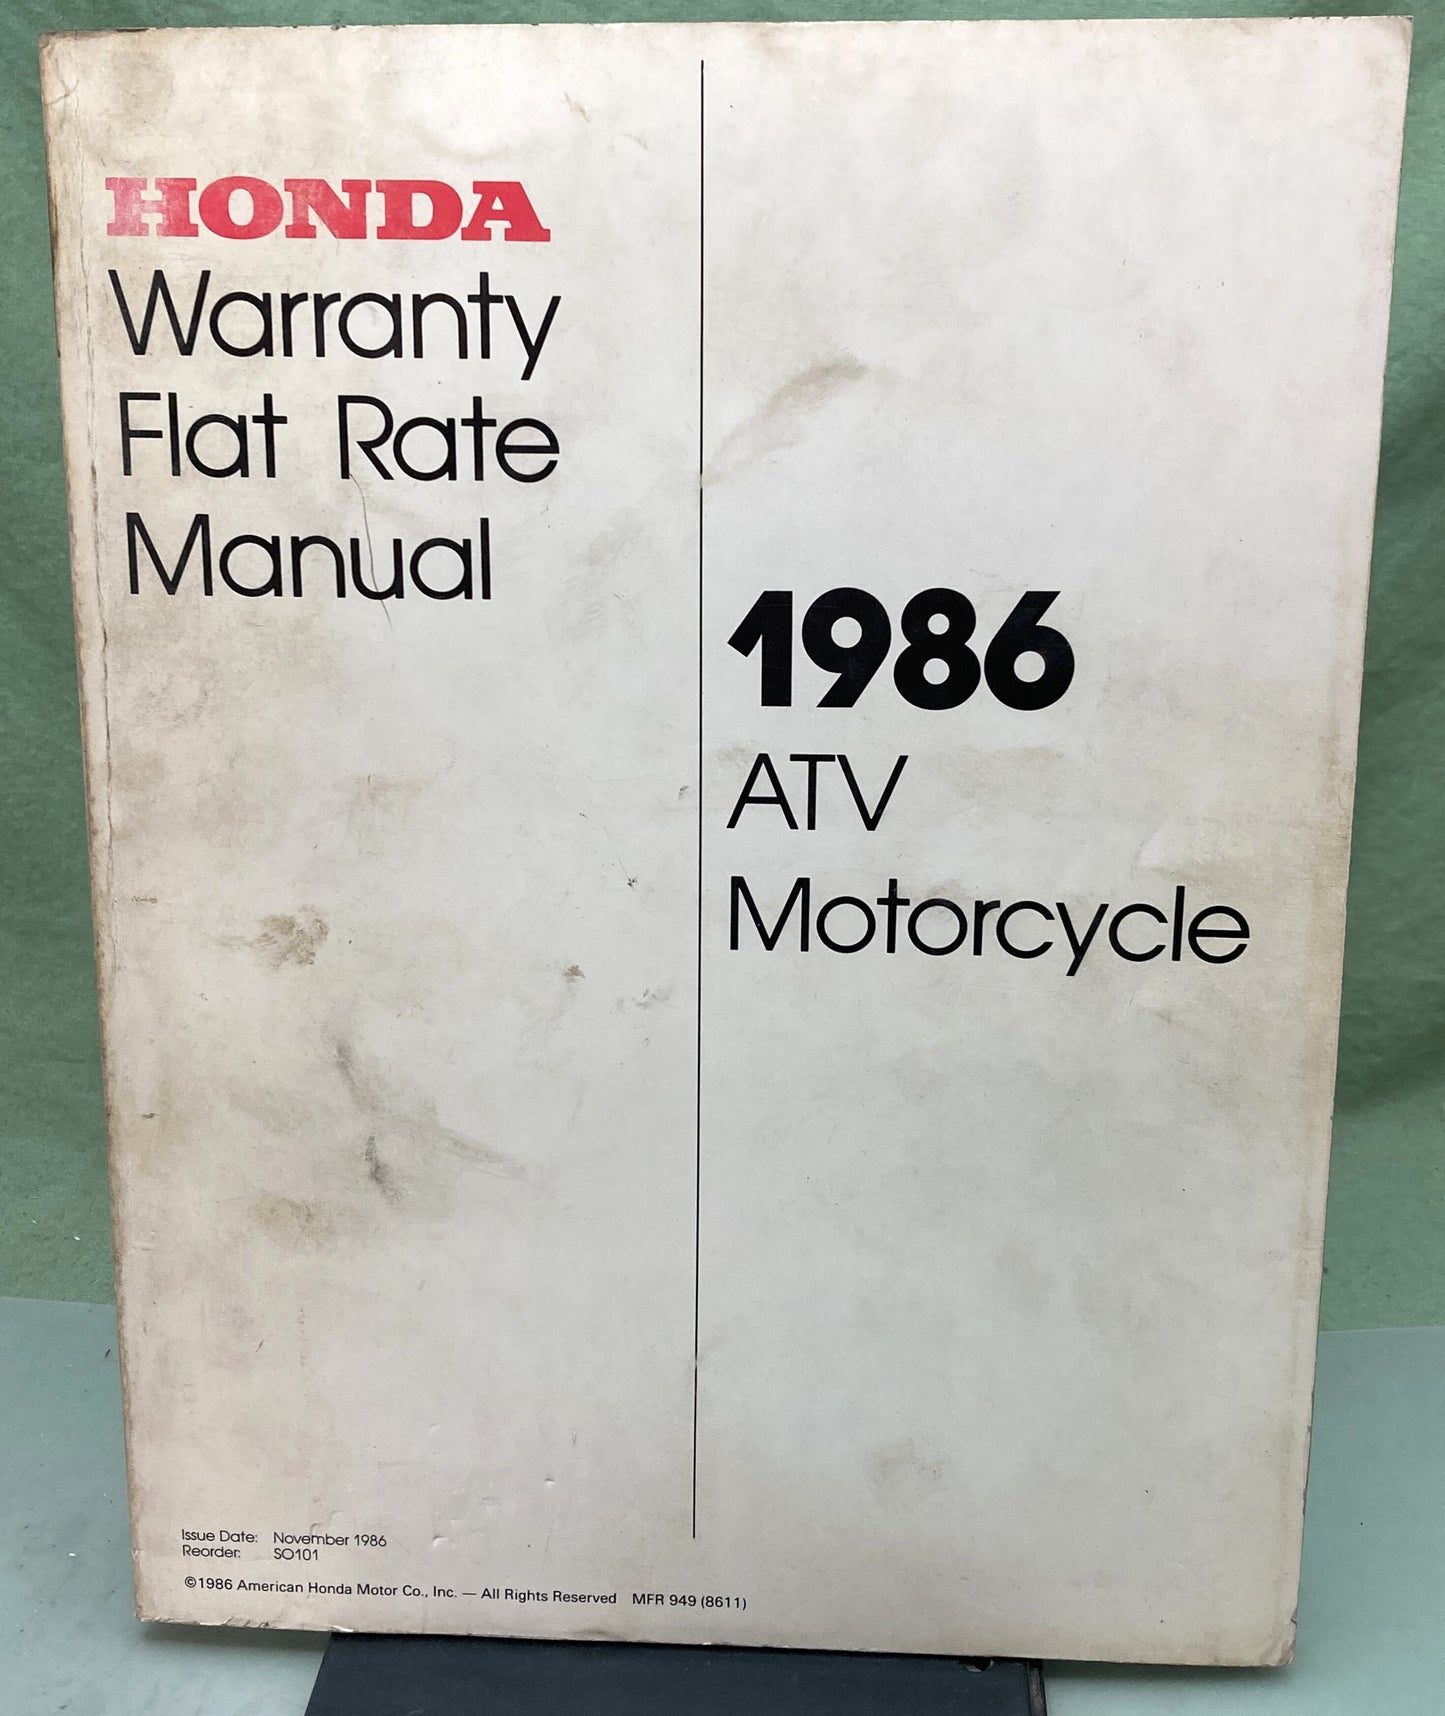 HONDA
Warranty
Flat Rate
Manual
1986
ATV
Motorcycle
Issue Date: November 1986
Reorder: SO101
©1986 American Honda Motor Co., Inc. — All Rights Reserved MFR 949 (8611)